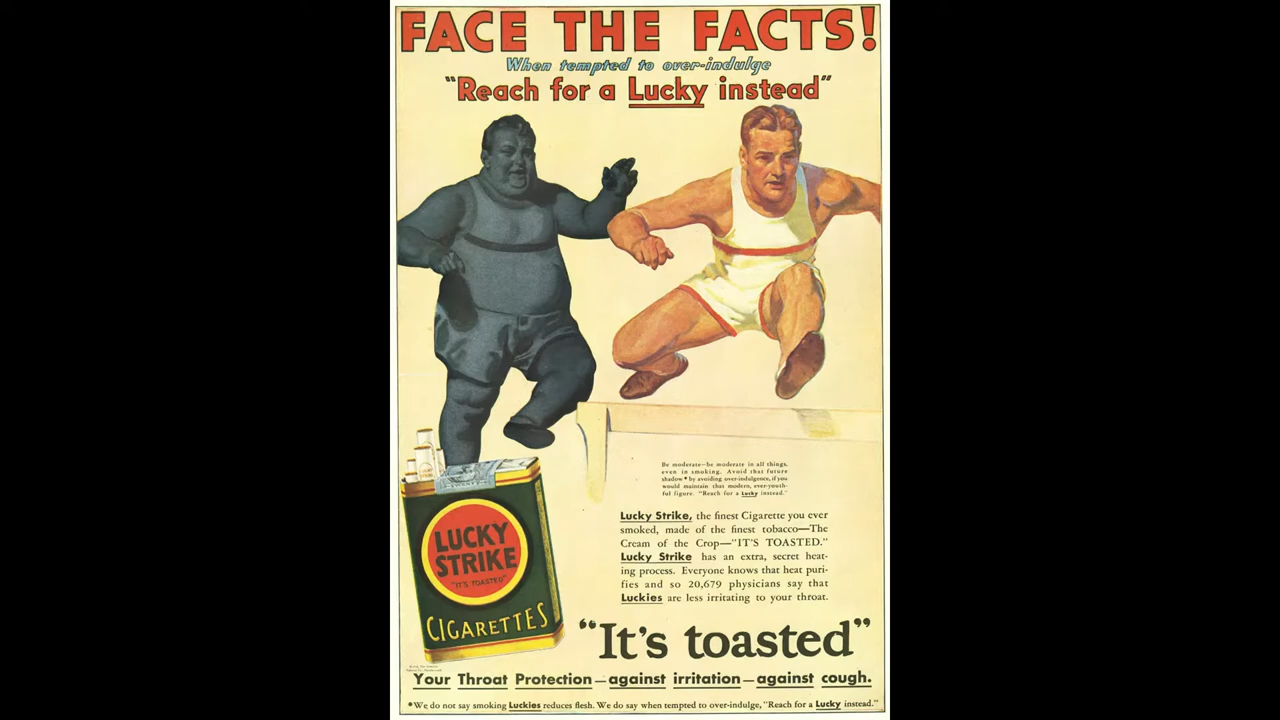 FACE THE FACTS!
When tempted to over-indulge
"Reach for a Lucky instead"
Be moderate—be moderate in all things,
even in smoking. Avoid that future
shadow* by avoiding over-indulgence, if you
would maintain that modern, ever-youth-
ful figure. "Reach for a Lucky instead."
Lucky Strike, the finest Cigarette you ever
smoked, made of the finest tobacco—The
Cream of the Crop—"IT'S TOASTED."
Lucky Strike has an extra, secret heat-
ing process. Everyone knows that heat puri-
fies and so 20,679 physicians say that
Luckies are less irritating to your throat.
LUCKY
STRIKE
"IT'S TOASTED"
CIGARETTES
"It's toasted"
Your Throat Protection—against irritation—against cough.
*We do not say smoking Luckies reduces flesh. We do say when tempted to over-indulge, "Reach for a Lucky instead."